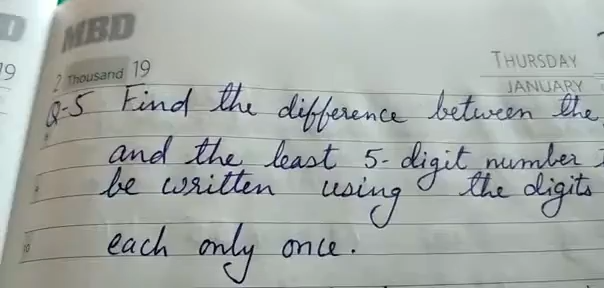 MBD
19
2 Thousand 19
THURSDAY
JANUARY
Q-5 Find the difference between the
and the least 5-digit number
be written using the digits
each only once.